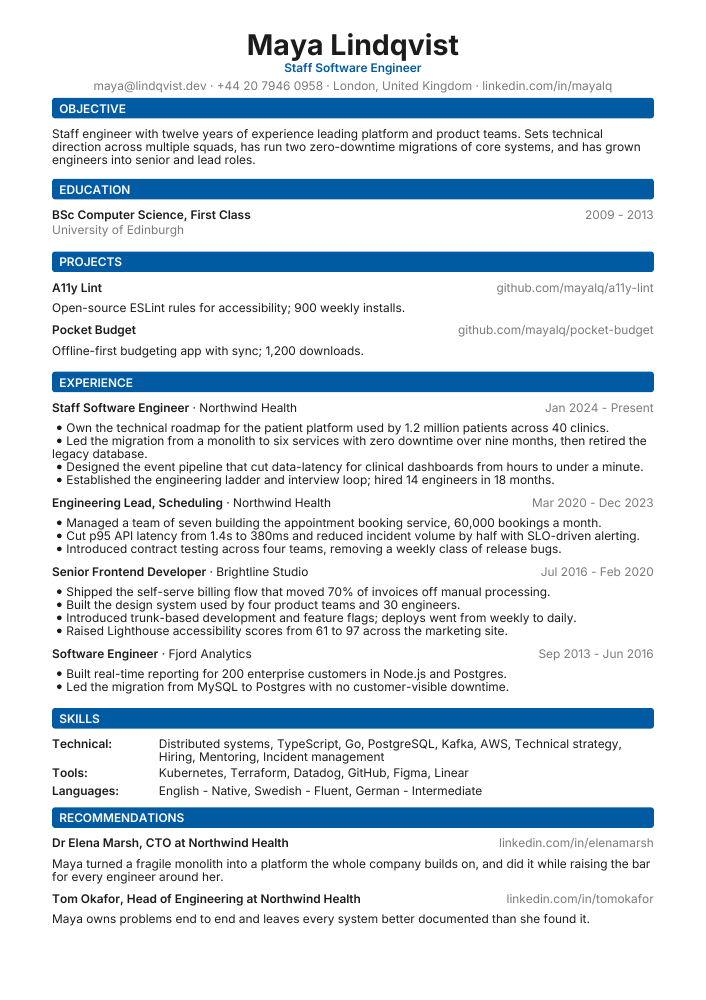 Maya Lindqvist
Staff Software Engineer
maya@lindqvist.dev · +44 20 7946 0958 · London, United Kingdom · linkedin.com/in/mayalq
OBJECTIVE
Staff engineer with twelve years of experience leading platform and product teams. Sets technical
direction across multiple squads, has run two zero-downtime migrations of core systems, and has grown
engineers into senior and lead roles.
EDUCATION
BSc Computer Science, First Class 2009 - 2013
University of Edinburgh
PROJECTS
A11y Lint github.com/mayalq/a11y-lint
Open-source ESLint rules for accessibility; 900 weekly installs.
Pocket Budget github.com/mayalq/pocket-budget
Offline-first budgeting app with sync; 1,200 downloads.
EXPERIENCE
Staff Software Engineer · Northwind Health Jan 2024 - Present
• Own the technical roadmap for the patient platform used by 1.2 million patients across 40 clinics.
• Led the migration from a monolith to six services with zero downtime over nine months, then retired the
legacy database.
• Designed the event pipeline that cut data-latency for clinical dashboards from hours to under a minute.
• Established the engineering ladder and interview loop; hired 14 engineers in 18 months.
Engineering Lead, Scheduling · Northwind Health Mar 2020 - Dec 2023
• Managed a team of seven building the appointment booking service, 60,000 bookings a month.
• Cut p95 API latency from 1.4s to 380ms and reduced incident volume by half with SLO-driven alerting.
• Introduced contract testing across four teams, removing a weekly class of release bugs.
Senior Frontend Developer · Brightline Studio Jul 2016 - Feb 2020
• Shipped the self-serve billing flow that moved 70% of invoices off manual processing.
• Built the design system used by four product teams and 30 engineers.
• Introduced trunk-based development and feature flags; deploys went from weekly to daily.
• Raised Lighthouse accessibility scores from 61 to 97 across the marketing site.
Software Engineer · Fjord Analytics Sep 2013 - Jun 2016
• Built real-time reporting for 200 enterprise customers in Node.js and Postgres.
• Led the migration from MySQL to Postgres with no customer-visible downtime.
SKILLS
Technical: Distributed systems, TypeScript, Go, PostgreSQL, Kafka, AWS, Technical strategy,
Hiring, Mentoring, Incident management
Tools: Kubernetes, Terraform, Datadog, GitHub, Figma, Linear
Languages: English - Native, Swedish - Fluent, German - Intermediate
RECOMMENDATIONS
Dr Elena Marsh, CTO at Northwind Health linkedin.com/in/elenamarsh
Maya turned a fragile monolith into a platform the whole company builds on, and did it while raising the bar
for every engineer around her.
Tom Okafor, Head of Engineering at Northwind Health linkedin.com/in/tomokafor
Maya owns problems end to end and leaves every system better documented than she found it.